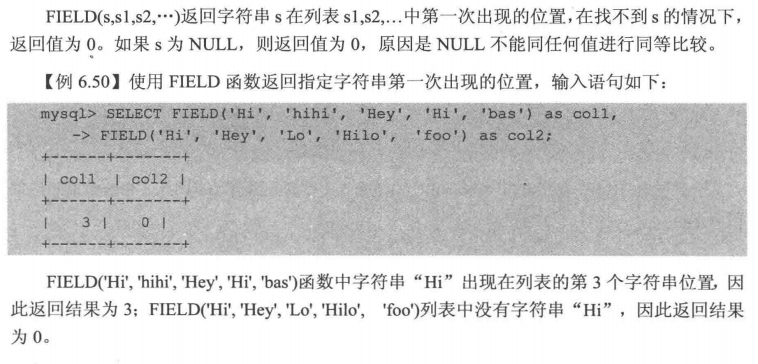 FIELD(s,s1,s2,…)返回字符串 s 在列表 s1,s2,…中第一次出现的位置,在找不到 s 的情况下,
返回值为 0。如果 s 为 NULL，则返回值为 0，原因是 NULL 不能同任何值进行同等比较。
【例 6.50】使用 FIELD 函数返回指定字符串第一次出现的位置，输入语句如下：
mysql> SELECT FIELD('Hi', 'hihi', 'Hey', 'Hi', 'bas') as col1,
-> FIELD('Hi', 'Hey', 'Lo', 'Hilo', 'foo') as col2;
+------+-------+
| col1 | col2 |
+------+-------+
| 3 | 0 |
+------+-------+
FIELD('Hi', 'hihi', 'Hey', 'Hi', 'bas')函数中字符串“Hi”出现在列表的第 3 个字符串位置, 因
此返回结果为 3；FIELD('Hi', 'Hey', 'Lo', 'Hilo', 'foo')列表中没有字符串“Hi”，因此返回结果
为 0。